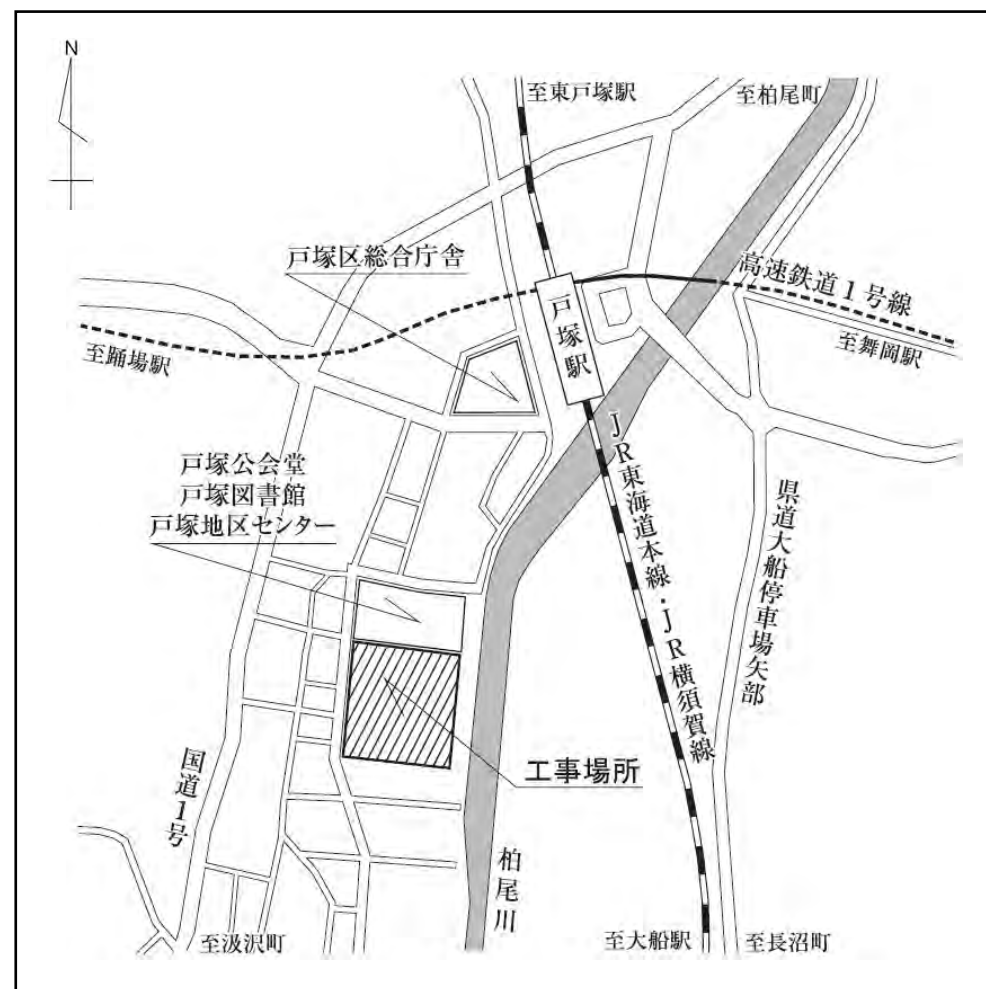 N
至東戸塚駅
至柏尾町
戸塚区総合庁舎
高速鉄道1号線
戸塚駅
至踊場駅
至舞岡駅
戸塚公会堂
戸塚図書館
戸塚地区センター
JR東海道本線・JR横須賀線
県道大船停車場矢部
工事場所
国道1号
柏尾川
至汲沢町
至大船駅
至長沼町